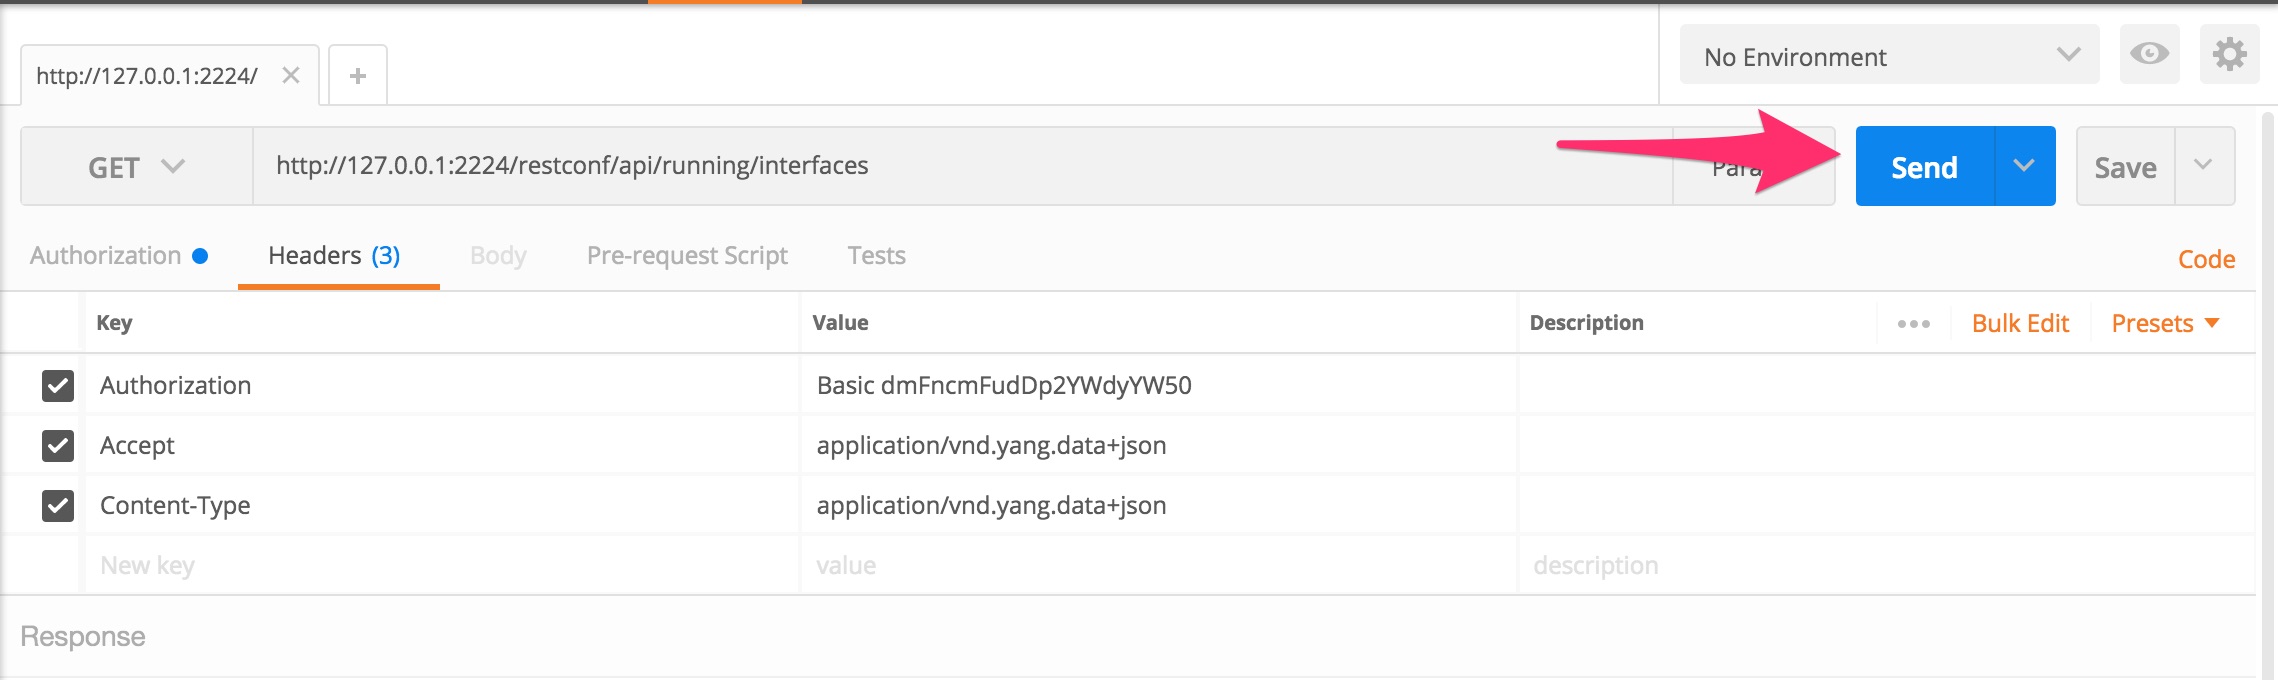 http://127.0.0.1:2224/
No Environment
GET http://127.0.0.1:2224/restconf/api/running/interfaces Send Save
Authorization Headers (3) Body Pre-request Script Tests Code
Key Value Description Bulk Edit Presets
Authorization Basic dmFncmFudDp2YWdyYW50
Accept application/vnd.yang.data+json
Content-Type application/vnd.yang.data+json
New key value description
Response